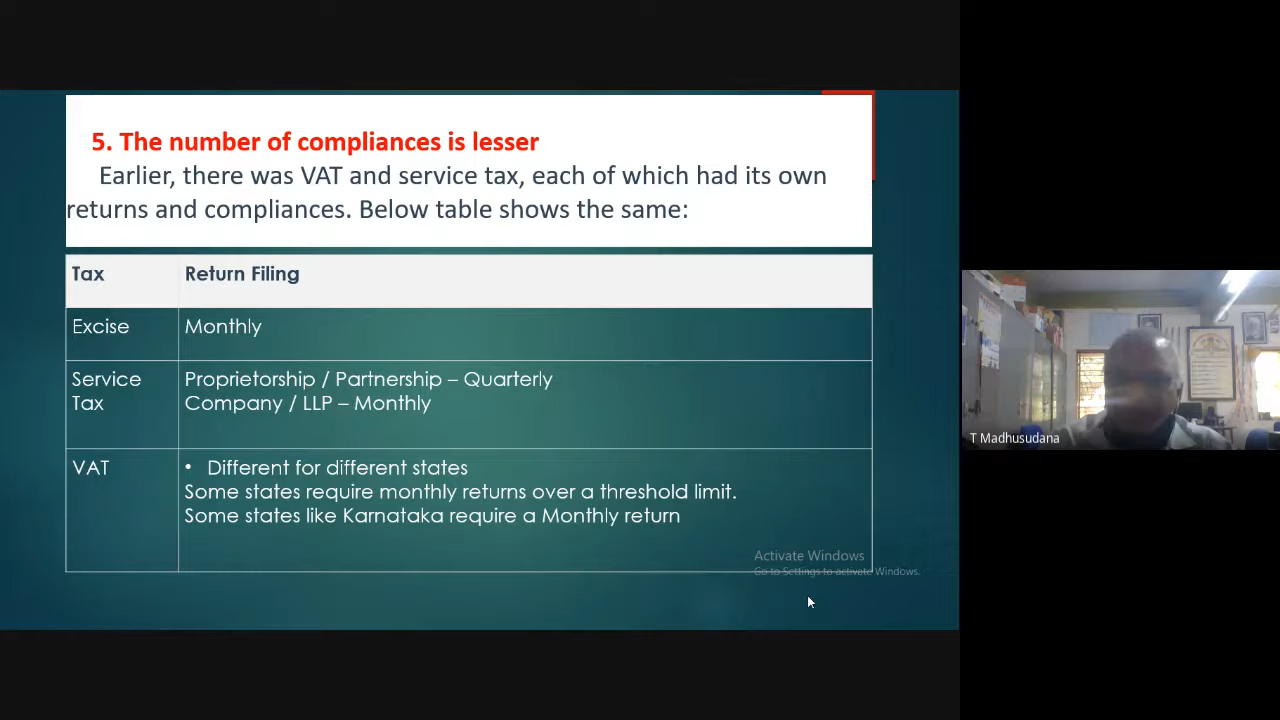 5. The number of compliances is lesser
Earlier, there was VAT and service tax, each of which had its own
returns and compliances. Below table shows the same:
Tax Return Filing
Excise Monthly
Service Proprietorship / Partnership – Quarterly
Tax Company / LLP – Monthly
VAT • Different for different states
Some states require monthly returns over a threshold limit.
Some states like Karnataka require a Monthly return
Activate Windows
Go to Settings to activate Windows.
T Madhusudana